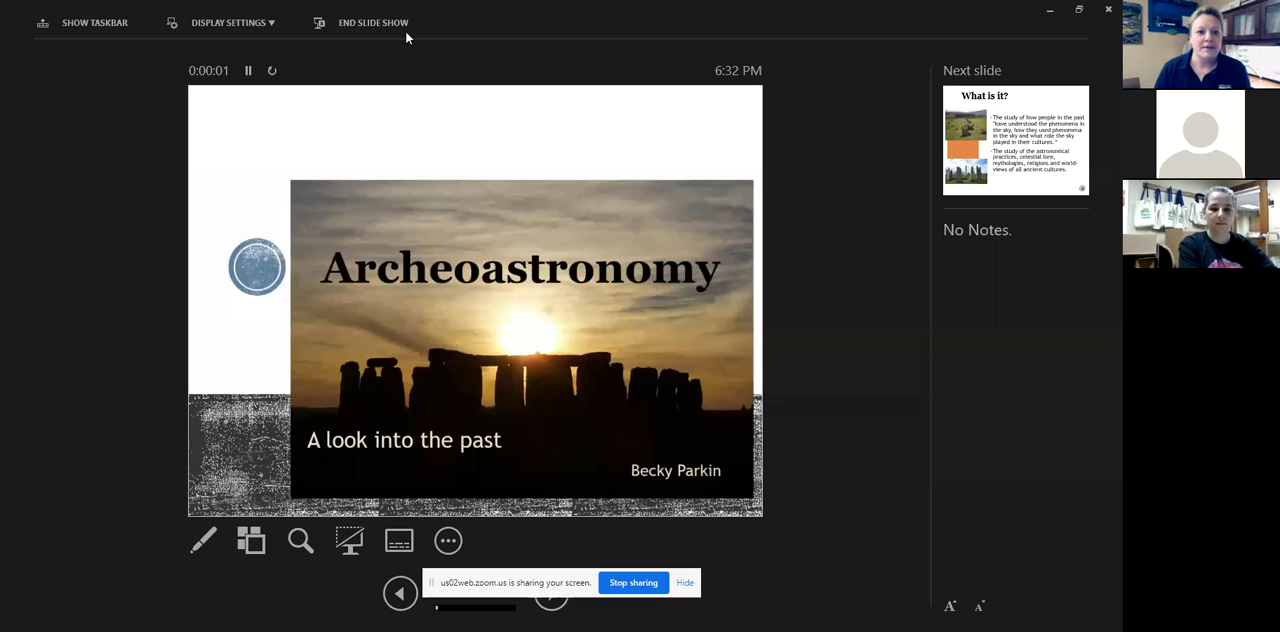 SHOW TASKBAR
DISPLAY SETTINGS ▼
END SLIDE SHOW
0:00:01
6:32 PM
Archeoastronomy
A look into the past
Becky Parkin
Next slide
What is it?
The study of how people in the past
"have understood the phenomena in
the sky, how they used phenomena
in the sky and what role the sky
played in their cultures."
The study of the astronomical
practices, celestial lore,
mythologies, religions and world-
views of all ancient cultures.
No Notes.
us02web.zoom.us is sharing your screen.
Stop sharing
Hide
A
A